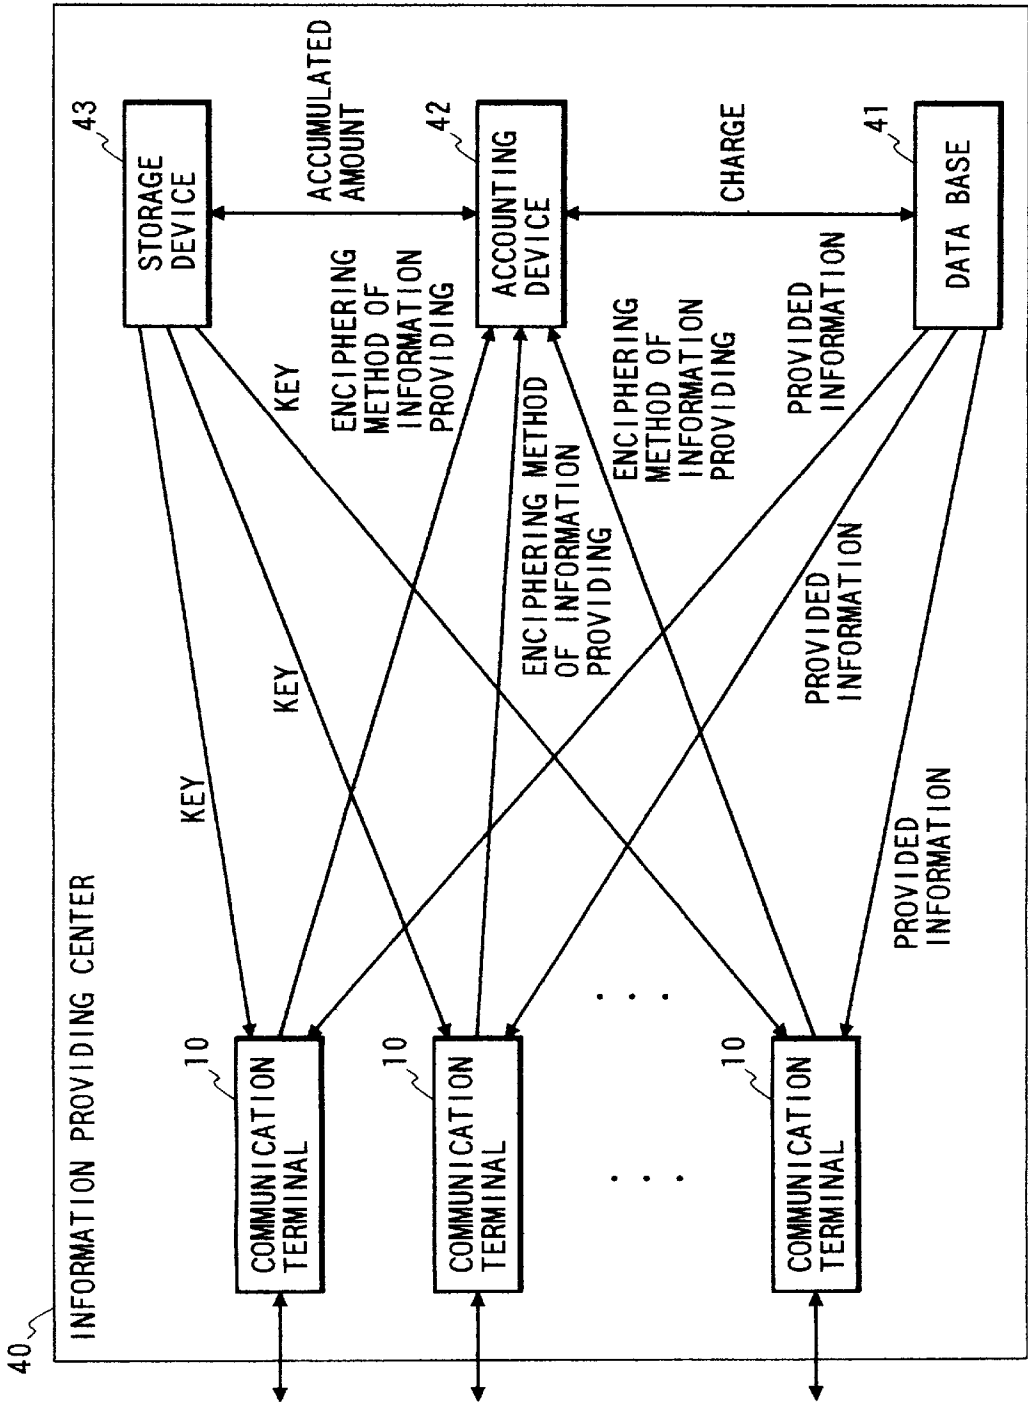 40
INFORMATION PROVIDING CENTER
10
COMMUNICATION
TERMINAL
10
COMMUNICATION
TERMINAL
. . .
10
COMMUNICATION
TERMINAL
. . .
KEY
KEY
KEY
ENCIPHERING
METHOD OF
INFORMATION
PROVIDING
ENCIPHERING METHOD
OF INFORMATION
PROVIDING
ENCIPHERING
METHOD OF
INFORMATION
PROVIDING
PROVIDED
INFORMATION
PROVIDED
INFORMATION
PROVIDED
INFORMATION
43
STORAGE
DEVICE
ACCUMULATED
AMOUNT
42
ACCOUNTING
DEVICE
CHARGE
41
DATA BASE